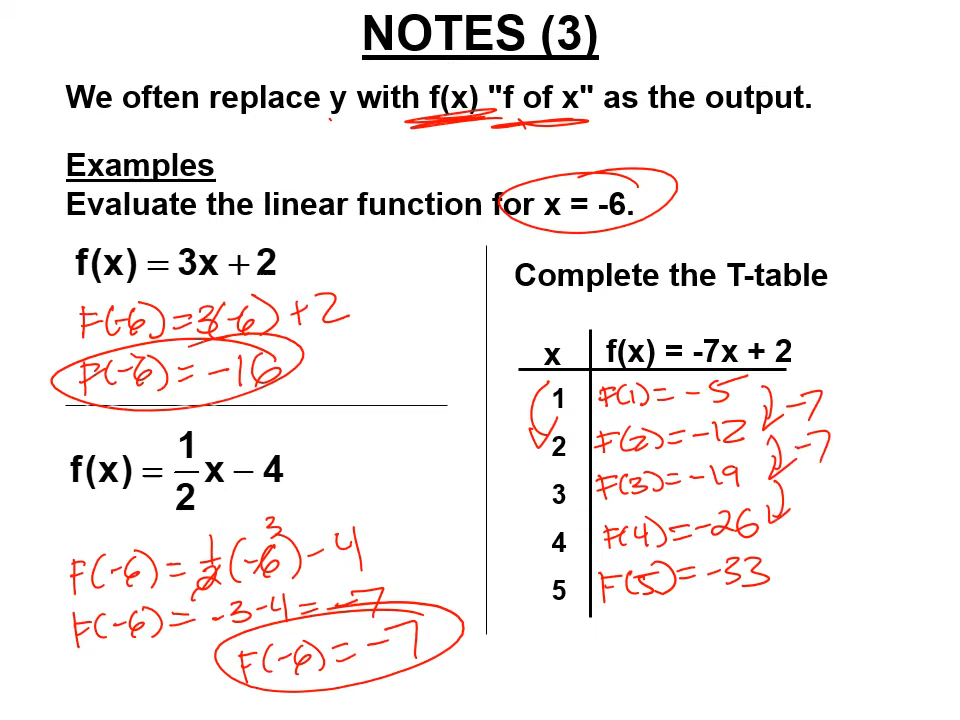 NOTES (3)
We often replace y with f(x) "f of x" as the output.
Examples
Evaluate the linear function for x = -6.
f(x) = 3x + 2
F(-6) = 3(-6) + 2
F(-6) = -16
f(x) = 1/2 x - 4
F(-6) = 1/2 (-6) - 4
3
F(-6) = -3 - 4 = -7
F(-6) = -7
Complete the T-table
x f(x) = -7x + 2
1 F(1) = -5
-7
2 F(2) = -12
-7
3 F(3) = -19
4 F(4) = -26
5 F(5) = -33